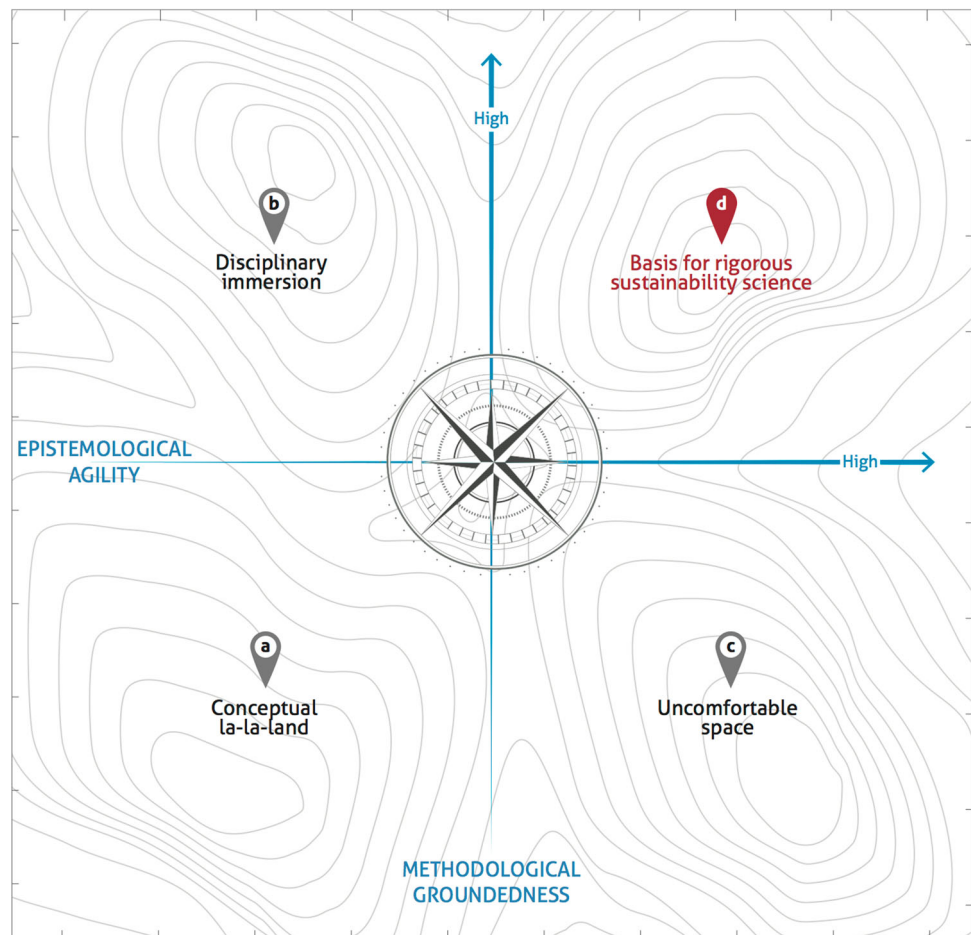 High
b
Disciplinary
immersion
d
Basis for rigorous
sustainability science
EPISTEMOLOGICAL
AGILITY
High
a
Conceptual
la-la-land
c
Uncomfortable
space
METHODOLOGICAL
GROUNDEDNESS